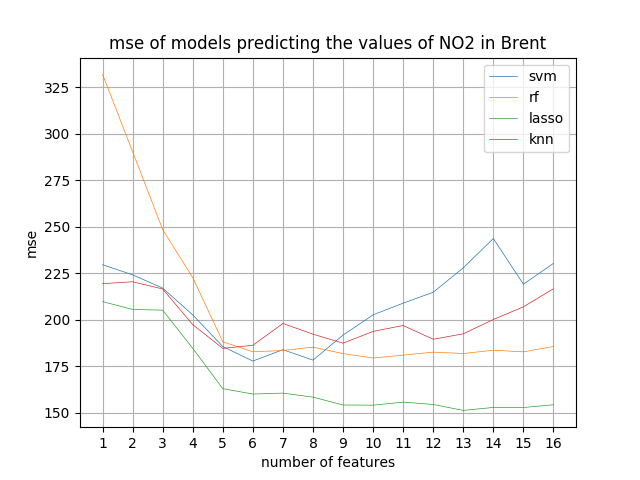 mse of models predicting the values of NO2 in Brent
svm
rf
lasso
knn
325
300
275
250
225
200
175
150
mse
1 2 3 4 5 6 7 8 9 10 11 12 13 14 15 16
number of features